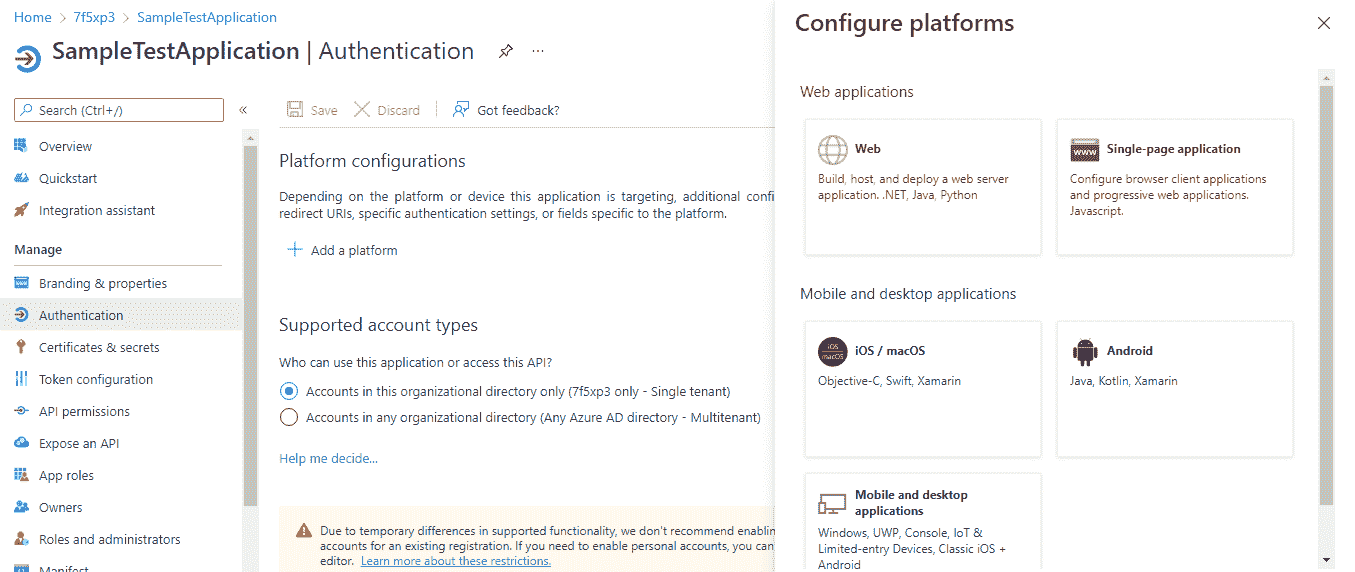 Home > 7f5xp3 > SampleTestApplication
SampleTestApplication | Authentication
Search (Ctrl+/)
Overview
Quickstart
Integration assistant
Manage
Branding & properties
Authentication
Certificates & secrets
Token configuration
API permissions
Expose an API
App roles
Owners
Roles and administrators
Manifest
Save Discard Got feedback?
Platform configurations
Depending on the platform or device this application is targeting, additional confi
redirect URIs, specific authentication settings, or fields specific to the platform.
Add a platform
Supported account types
Who can use this application or access this API?
Accounts in this organizational directory only (7f5xp3 only - Single tenant)
Accounts in any organizational directory (Any Azure AD directory - Multitenant)
Help me decide...
Due to temporary differences in supported functionality, we don't recommend enablin
accounts for an existing registration. If you need to enable personal accounts, you can
editor. Learn more about these restrictions.
Configure platforms
Web applications
Web
Build, host, and deploy a web server
application. .NET, Java, Python
www
Single-page application
Configure browser client applications
and progressive web applications.
Javascript.
Mobile and desktop applications
iOS
macOS
iOS / macOS
Objective-C, Swift, Xamarin
Android
Java, Kotlin, Xamarin
Mobile and desktop
applications
Windows, UWP, Console, IoT &
Limited-entry Devices, Classic iOS +
Android